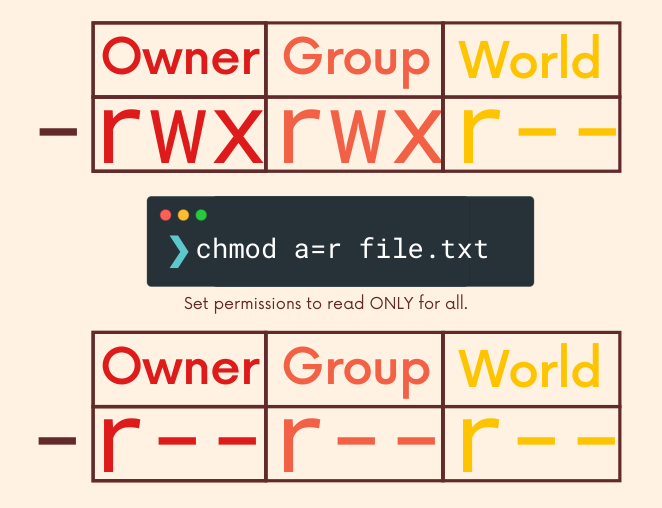 Owner Group World
- rwx rwx r--
❯ chmod a=r file.txt
Set permissions to read ONLY for all.
Owner Group World
- r-- r-- r--